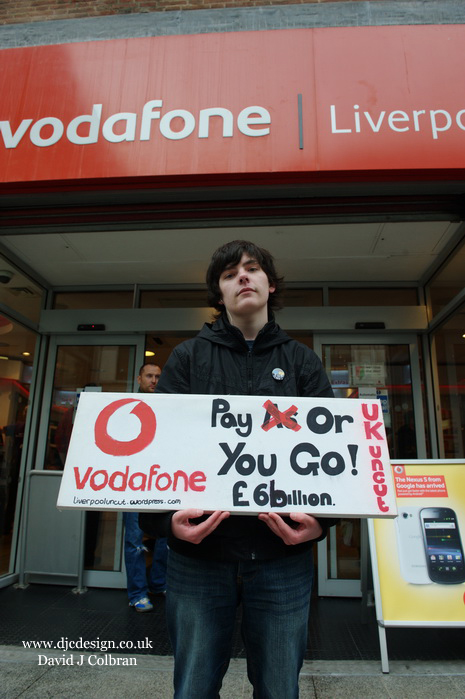 vodafone | Liverpo
Pay As Or
You Go!
£6billion.
UK Uncut
vodafone
liverpooluncut.wordpress.com
The Nexus S from
Google has arrived
www.djcdesign.co.uk
David J Colbran